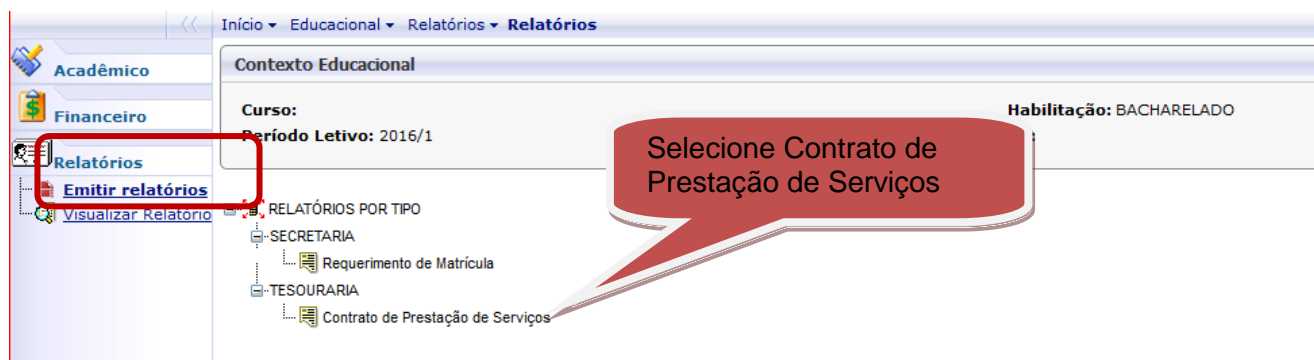 Início Educacional Relatórios Relatórios
Acadêmico
Financeiro
Relatórios
Emitir relatórios
Visualizar Relatório
Contexto Educacional
Curso:
Habilitação: BACHARELADO
Período Letivo: 2016/1
:
Selecione Contrato de
Prestação de Serviços
RELATÓRIOS POR TIPO
SECRETARIA
Requerimento de Matrícula
TESOURARIA
Contrato de Prestação de Serviços